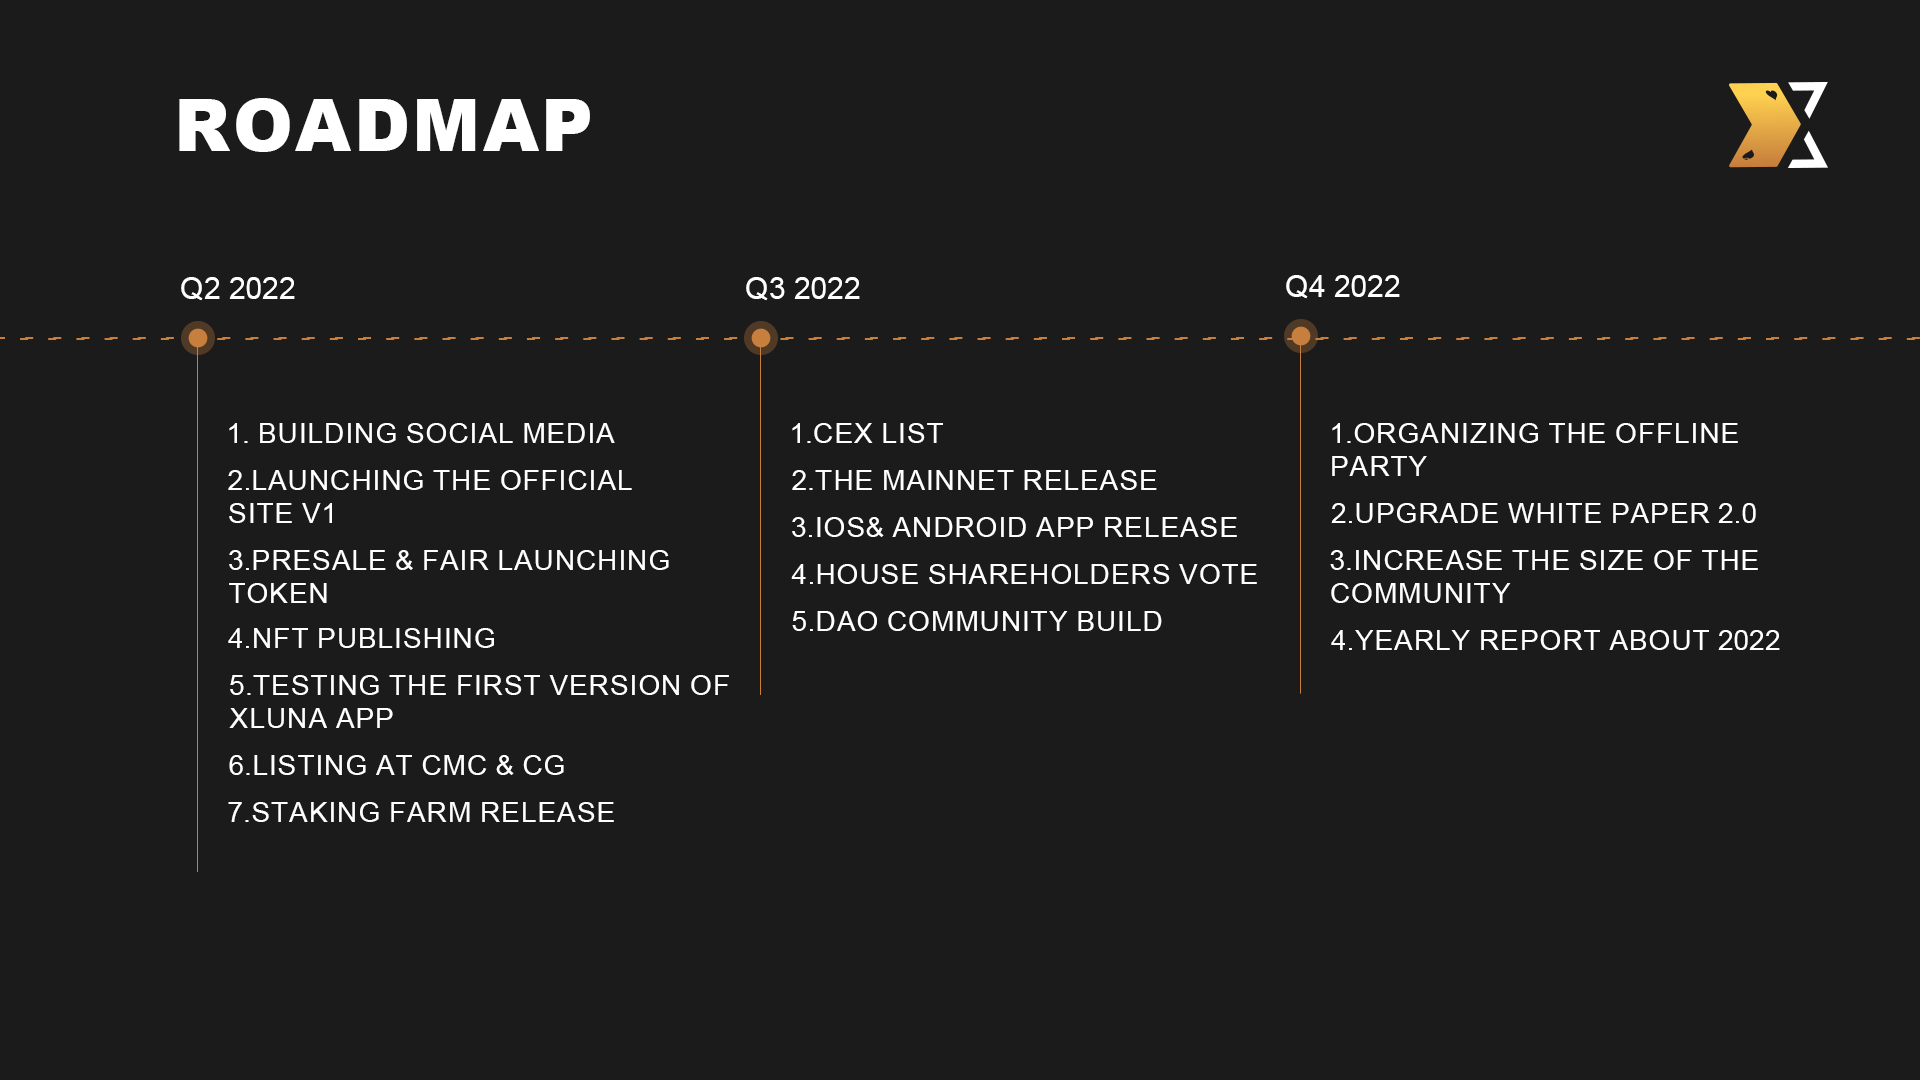 ROADMAP
Q2 2022
1. BUILDING SOCIAL MEDIA
2.LAUNCHING THE OFFICIAL
SITE V1
3.PRESALE & FAIR LAUNCHING
TOKEN
4.NFT PUBLISHING
5.TESTING THE FIRST VERSION OF
XLUNA APP
6.LISTING AT CMC & CG
7.STAKING FARM RELEASE
Q3 2022
1.CEX LIST
2.THE MAINNET RELEASE
3.IOS& ANDROID APP RELEASE
4.HOUSE SHAREHOLDERS VOTE
5.DAO COMMUNITY BUILD
Q4 2022
1.ORGANIZING THE OFFLINE
PARTY
2.UPGRADE WHITE PAPER 2.0
3.INCREASE THE SIZE OF THE
COMMUNITY
4.YEARLY REPORT ABOUT 2022